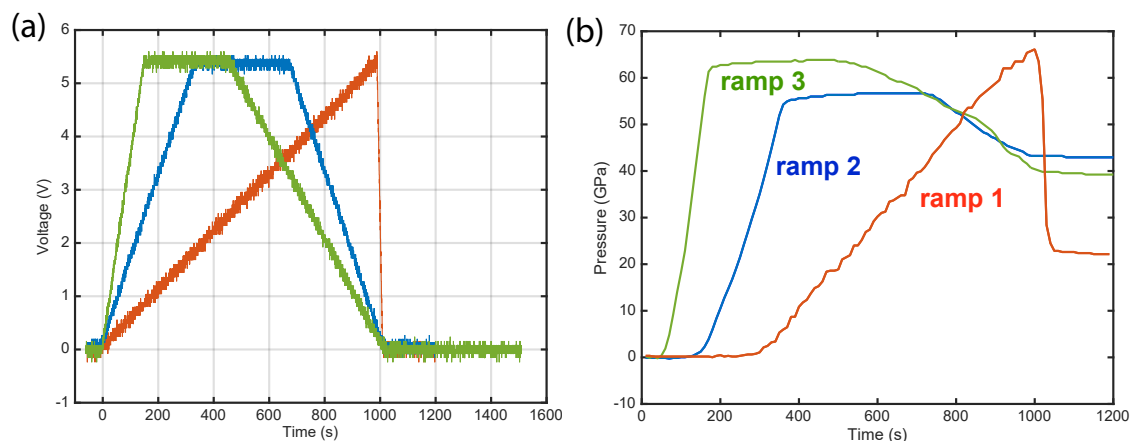 (a)
6
5
4
3
2
1
0
-1
Voltage (V)
0 200 400 600 800 1000 1200 1400 1600
Time (s)
(b)
70
60
50
40
30
20
10
0
-10
Pressure (GPa)
ramp 3
ramp 2
ramp 1
0 200 400 600 800 1000 1200
Time (s)